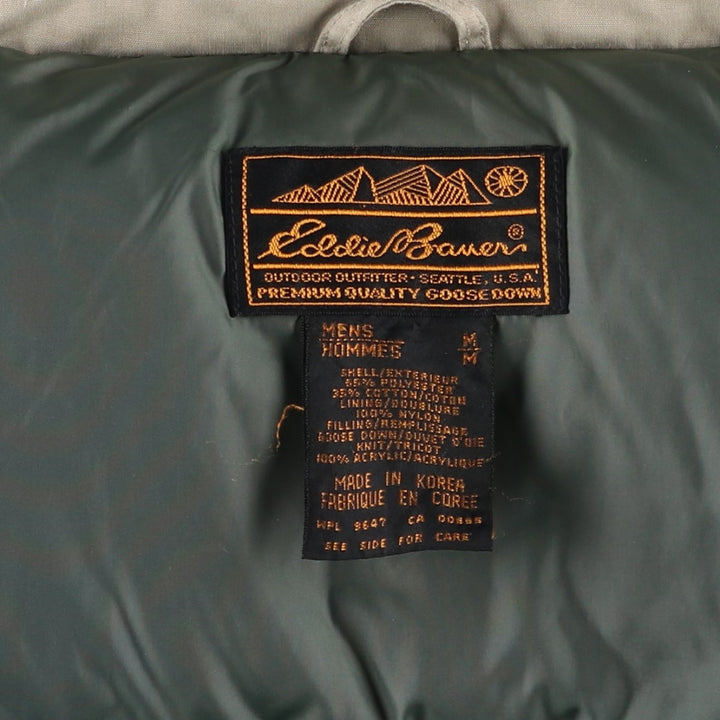 Eddie Bauer®
OUTDOOR OUTFITTER · SEATTLE, U.S.A.
PREMIUM QUALITY GOOSE DOWN
MENS M
HOMMES M
SHELL/EXTERIEUR
65% POLYESTER
35% COTTON/COTON
LINING/DOUBLURE
100% NYLON
FILLING/REMPLISSAGE
GOOSE DOWN/DUVET D'OIE
KNIT/TRICOT
100% ACRYLIC/ACRYLIQUE
MADE IN KOREA
FABRIQUE EN COREE
WPL 9647 CA
SEE SIDE FOR CARE